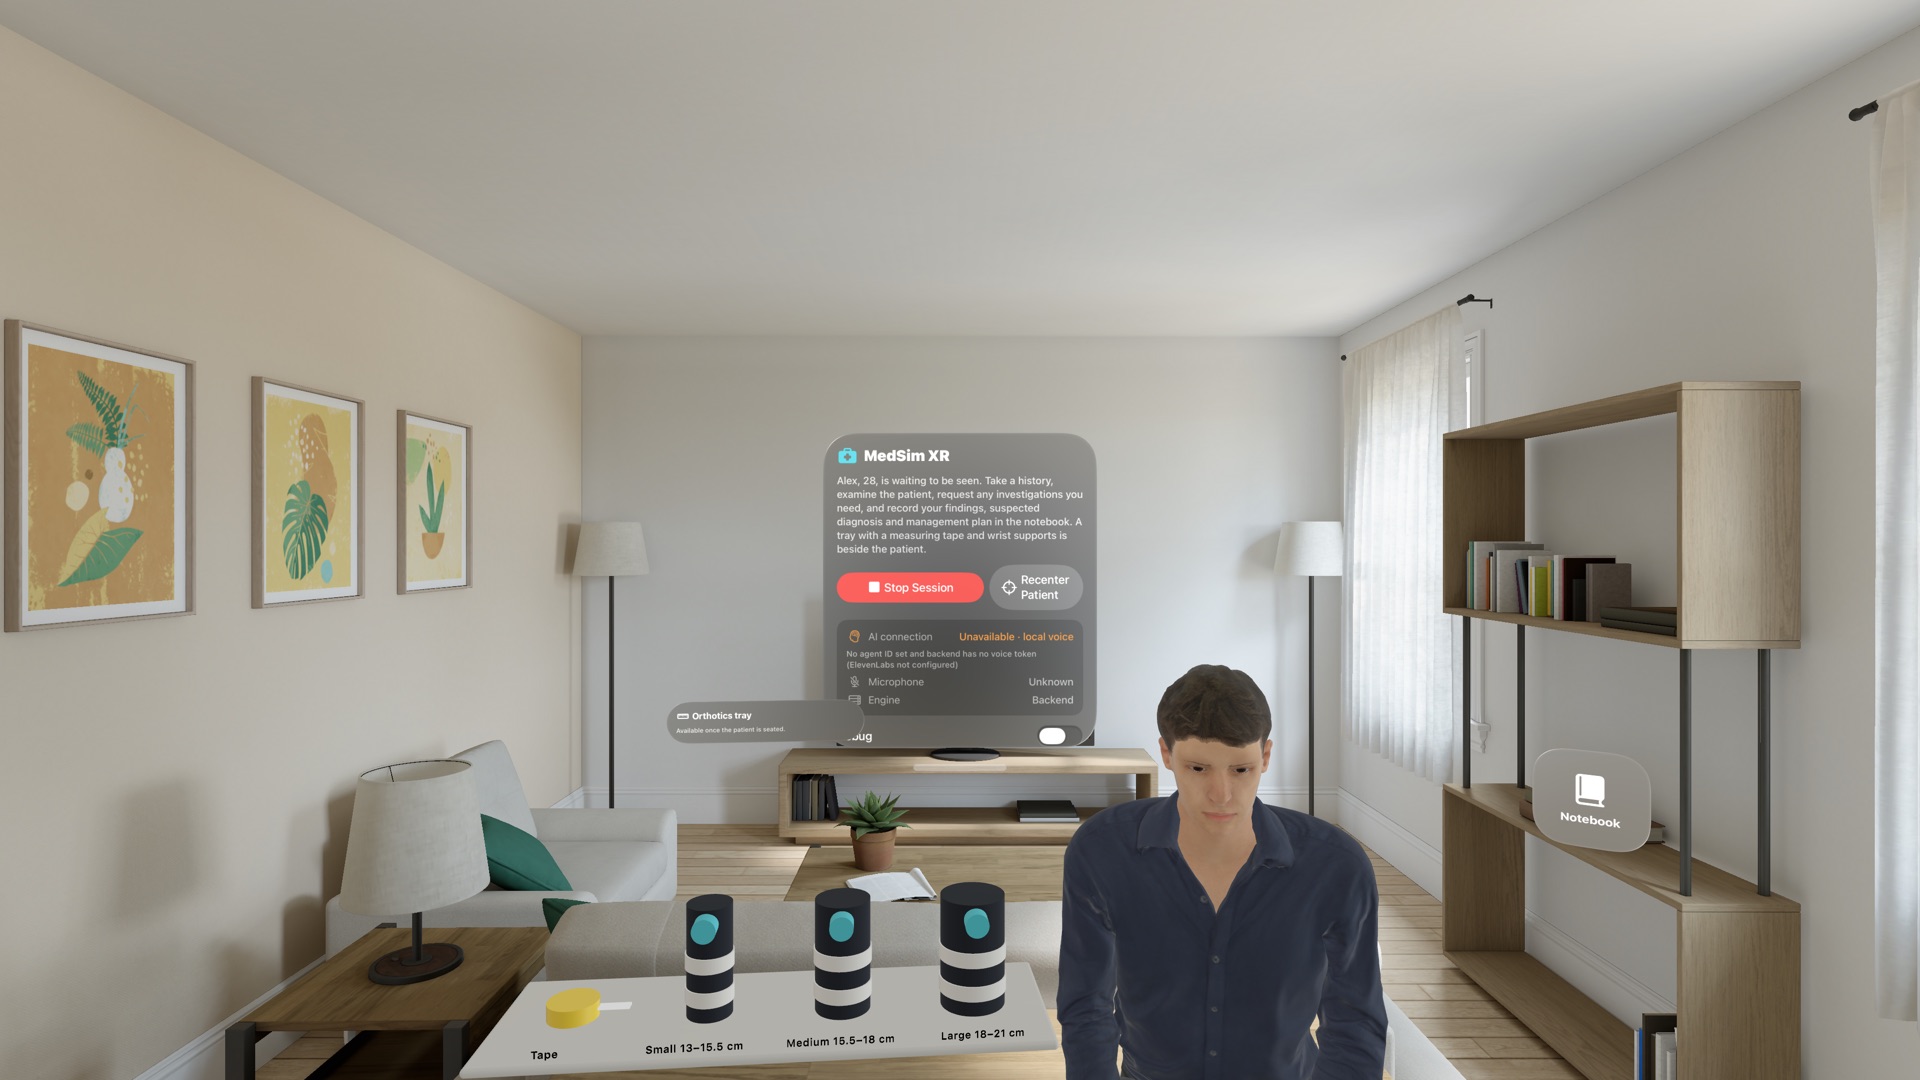 MedSim XR
Alex, 28, is waiting to be seen. Take a history,
examine the patient, request any investigations you
need, and record your findings, suspected
diagnosis and management plan in the notebook. A
tray with a measuring tape and wrist supports is
beside the patient.
Stop Session
Recenter
Patient
AI connection
Unavailable · local voice
No agent ID set and backend has no voice token
(ElevenLabs not configured)
Microphone
Unknown
Engine
Backend
Orthotics tray
Available once the patient is seated.
bug
Notebook
Tape
Small 13–15.5 cm
Medium 15.5–18 cm
Large 18–21 cm